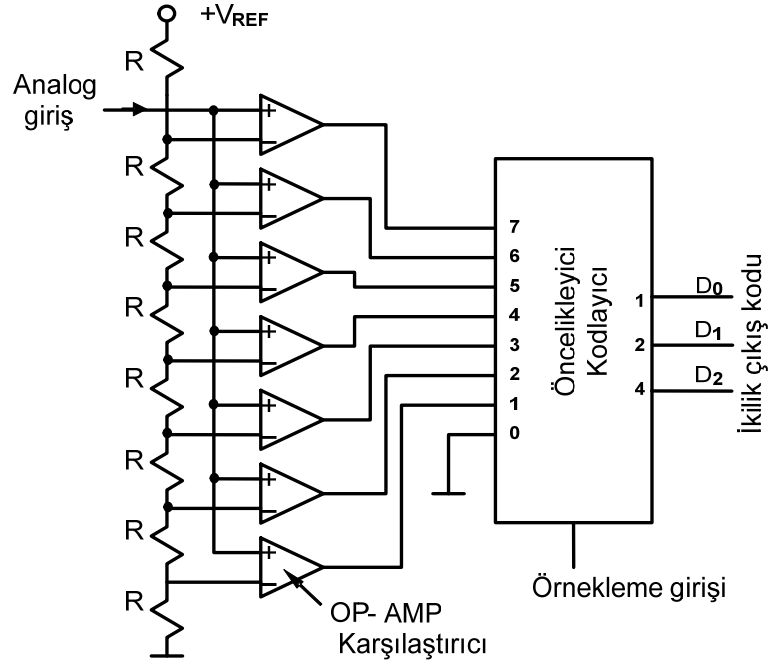 +VREF
R
Analog
giriş
R
R
R
R
R
R
R
+
−
+
−
+
−
+
−
+
−
+
−
+
−
7
6
5
4
3
2
1
0
Öncelikleyici
Kodlayıcı
1
2
4
D0
D1
D2
İkilik çıkış kodu
Örnekleme girişi
OP- AMP
Karşılaştırıcı